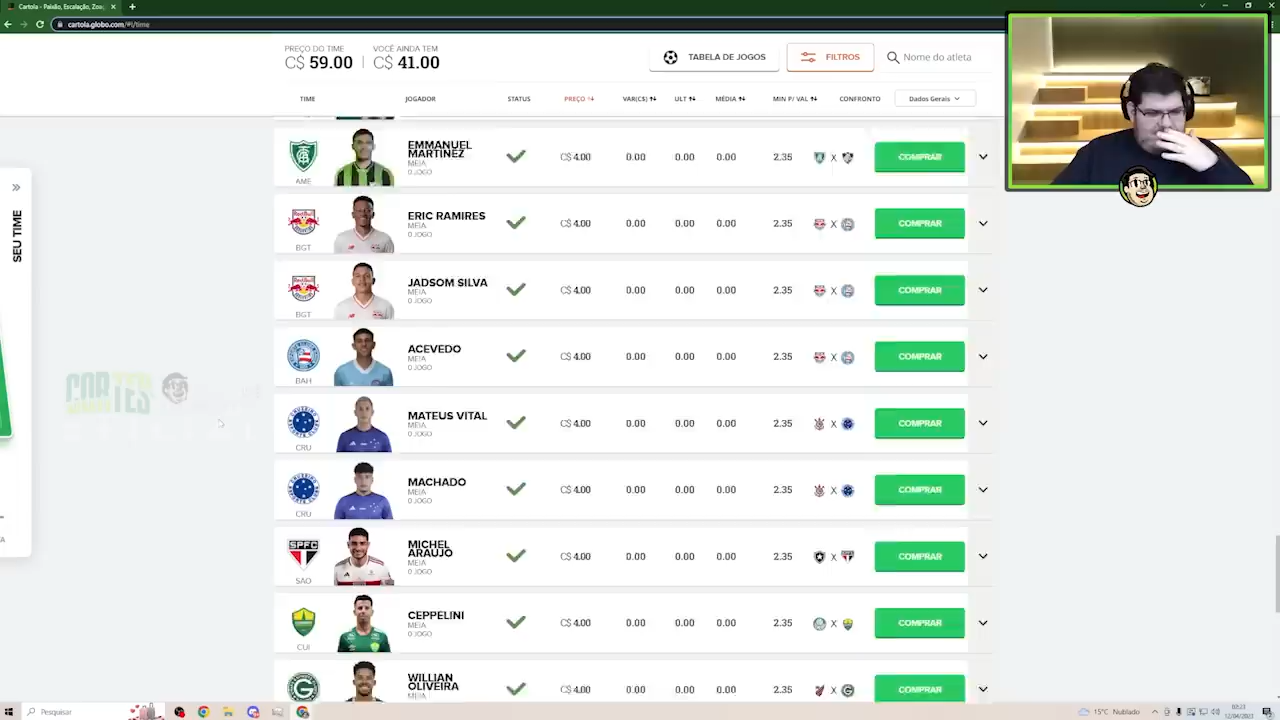 Cartola - Paixão, Escalação, Zoeç
cartola.globo.com/#!/time
PREÇO DO TIME
C$ 59.00
VOCÊ AINDA TEM
C$ 41.00
TABELA DE JOGOS
FILTROS
Nome do atleta
TIME JOGADOR STATUS PREÇO VAR(C$) ULT MÉDIA MIN P/ VAL CONFRONTO Dados Gerais
SEU TIME
EMMANUEL
MARTINEZ
MEIA
0 JOGO
AME
C$ 4.00 0.00 0.00 0.00 2.35 X COMPRAR
ERIC RAMIRES
MEIA
0 JOGO
BGT
C$ 4.00 0.00 0.00 0.00 2.35 X COMPRAR
JADSOM SILVA
MEIA
0 JOGO
BGT
C$ 4.00 0.00 0.00 0.00 2.35 X COMPRAR
ACEVEDO
MEIA
0 JOGO
BAH
C$ 4.00 0.00 0.00 0.00 2.35 X COMPRAR
CORTES
MATEUS VITAL
MEIA
0 JOGO
CRU
C$ 4.00 0.00 0.00 0.00 2.35 X COMPRAR
MACHADO
MEIA
0 JOGO
CRU
C$ 4.00 0.00 0.00 0.00 2.35 X COMPRAR
MICHEL
ARAUJO
MEIA
0 JOGO
SPFC
SAO
C$ 4.00 0.00 0.00 0.00 2.35 X COMPRAR
CEPPELINI
MEIA
0 JOGO
CUI
C$ 4.00 0.00 0.00 0.00 2.35 X COMPRAR
WILLIAN
OLIVEIRA
MEIA
C$ 4.00 0.00 0.00 0.00 2.35 X COMPRAR
Pesquisar
15°C Nublado
02:21
12/04/2023